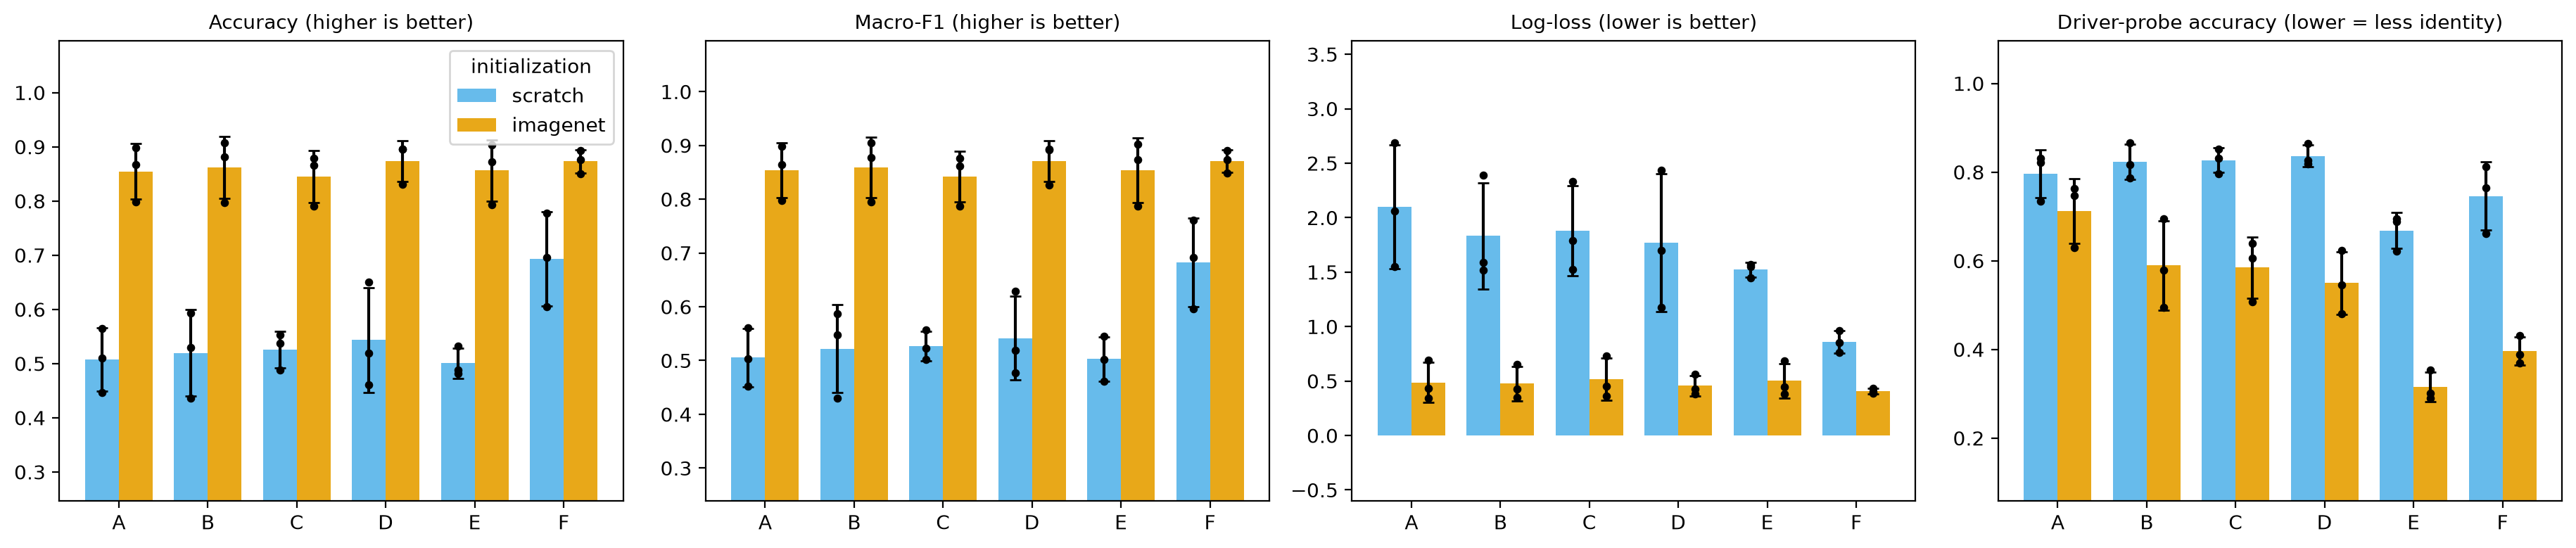 Accuracy (higher is better)
1.0
0.9
0.8
0.7
0.6
0.5
0.4
0.3
A B C D E F
initialization
scratch
imagenet
Macro-F1 (higher is better)
1.0
0.9
0.8
0.7
0.6
0.5
0.4
0.3
A B C D E F
Log-loss (lower is better)
3.5
3.0
2.5
2.0
1.5
1.0
0.5
0.0
−0.5
A B C D E F
Driver-probe accuracy (lower = less identity)
1.0
0.8
0.6
0.4
0.2
A B C D E F